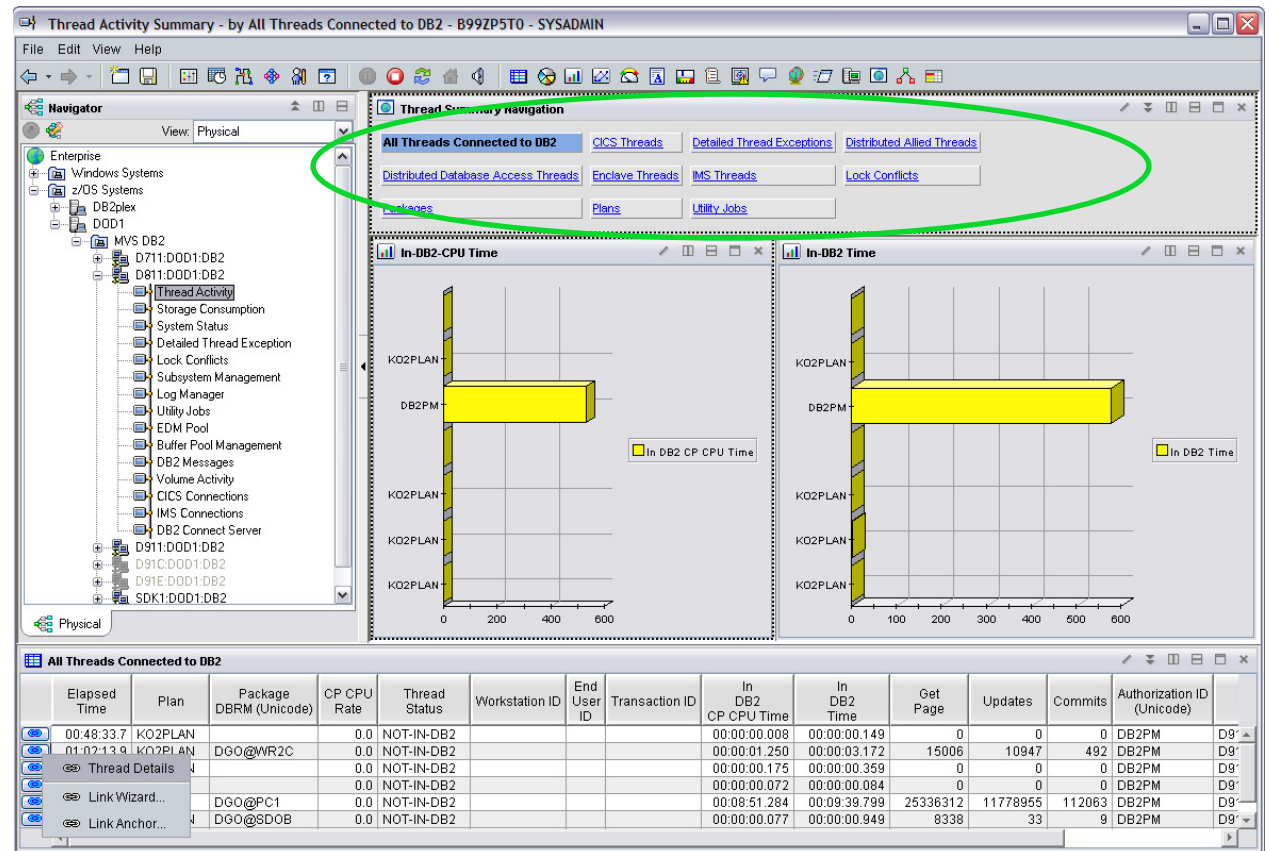 Thread Activity Summary - by All Threads Connected to DB2 - B99ZP5T0 - SYSADMIN
File Edit View Help
Navigator
View: Physical
Enterprise
Windows Systems
z/OS Systems
DB2plex
DOD1
MVS DB2
D711:DOD1:DB2
D811:DOD1:DB2
Thread Activity
Storage Consumption
System Status
Detailed Thread Exception
Lock Conflicts
Subsystem Management
Log Manager
Utility Jobs
EDM Pool
Buffer Pool Management
DB2 Messages
Volume Activity
CICS Connections
IMS Connections
DB2 Connect Server
D911:DOD1:DB2
D91C:DOD1:DB2
D91E:DOD1:DB2
SDK1:DOD1:DB2
Physical
Thread Summary Navigation
All Threads Connected to DB2 CICS Threads Detailed Thread Exceptions Distributed Allied Threads
Distributed Database Access Threads Enclave Threads IMS Threads Lock Conflicts
Packages Plans Utility Jobs
In-DB2-CPU Time
KO2PLAN
DB2PM
KO2PLAN
KO2PLAN
KO2PLAN
0 200 400 600
In DB2 CP CPU Time
In-DB2 Time
KO2PLAN
DB2PM
KO2PLAN
KO2PLAN
KO2PLAN
0 100 200 300 400 500 600
In DB2 Time
All Threads Connected to DB2
Elapsed Time Plan Package DBRM (Unicode) CP CPU Rate Thread Status Workstation ID End User ID Transaction ID In DB2 CP CPU Time In DB2 Time Get Page Updates Commits Authorization ID (Unicode)
00:48:33.7 KO2PLAN 0.0 NOT-IN-DB2 00:00:00.008 00:00:00.149 0 0 0 DB2PM D9
01:02:13.9 KO2PLAN DGO@WR2C 0.0 NOT-IN-DB2 00:00:01.250 00:00:03.172 15006 10947 492 DB2PM D9
0.0 NOT-IN-DB2 00:00:00.175 00:00:00.359 0 0 0 DB2PM D9
0.0 NOT-IN-DB2 00:00:00.072 00:00:00.084 0 0 0 DB2PM D9
DGO@PC1 0.0 NOT-IN-DB2 00:08:51.284 00:09:39.799 25336312 11778955 112063 DB2PM D9
DGO@SDOB 0.0 NOT-IN-DB2 00:00:00.077 00:00:00.949 8338 33 9 DB2PM D9
Thread Details
Link Wizard...
Link Anchor...